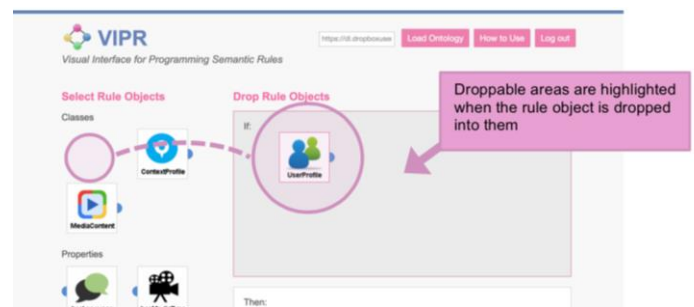 VIPR
https://dl.dropboxuse
Load Ontology
How to Use
Log out
Visual Interface for Programming Semantic Rules
Select Rule Objects
Drop Rule Objects
Classes
If:
Droppable areas are highlighted
when the rule object is dropped
into them
ContextProfile
UserProfile
MediaContent
Properties
Then: